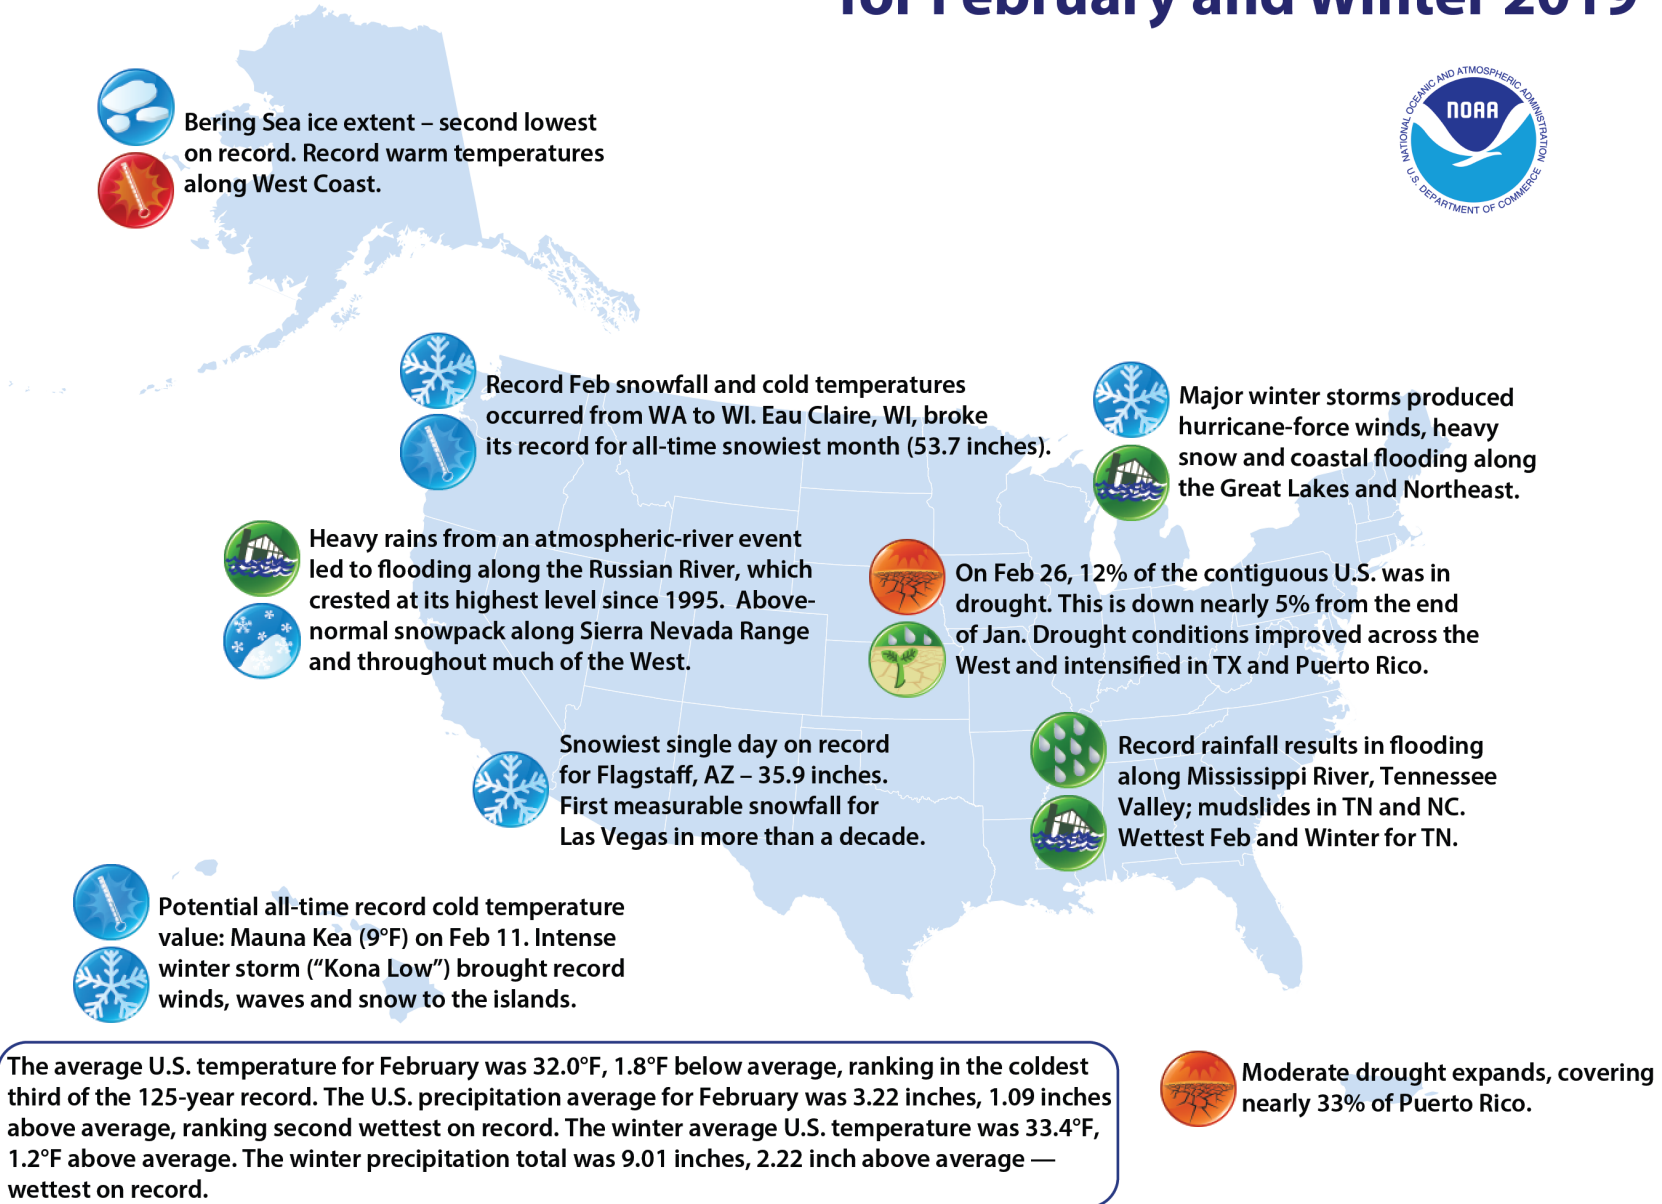 for February and Winter 2019
NATIONAL OCEANIC AND ATMOSPHERIC ADMINISTRATION
NOAA
U.S. DEPARTMENT OF COMMERCE
Bering Sea ice extent – second lowest
on record. Record warm temperatures
along West Coast.
Record Feb snowfall and cold temperatures
occurred from WA to WI. Eau Claire, WI, broke
its record for all-time snowiest month (53.7 inches).
Major winter storms produced
hurricane-force winds, heavy
snow and coastal flooding along
the Great Lakes and Northeast.
Heavy rains from an atmospheric-river event
led to flooding along the Russian River, which
crested at its highest level since 1995.  Above-
normal snowpack along Sierra Nevada Range
and throughout much of the West.
On Feb 26, 12% of the contiguous U.S. was in
drought. This is down nearly 5% from the end
of Jan. Drought conditions improved across the
West and intensified in TX and Puerto Rico.
Snowiest single day on record
for Flagstaff, AZ – 35.9 inches.
First measurable snowfall for
Las Vegas in more than a decade.
Record rainfall results in flooding
along Mississippi River, Tennessee
Valley; mudslides in TN and NC.
Wettest Feb and Winter for TN.
Potential all-time record cold temperature
value: Mauna Kea (9°F) on Feb 11. Intense
winter storm (“Kona Low”) brought record
winds, waves and snow to the islands.
The average U.S. temperature for February was 32.0°F, 1.8°F below average, ranking in the coldest
third of the 125-year record. The U.S. precipitation average for February was 3.22 inches, 1.09 inches
above average, ranking second wettest on record. The winter average U.S. temperature was 33.4°F,
1.2°F above average. The winter precipitation total was 9.01 inches, 2.22 inch above average —
wettest on record.
Moderate drought expands, covering
nearly 33% of Puerto Rico.